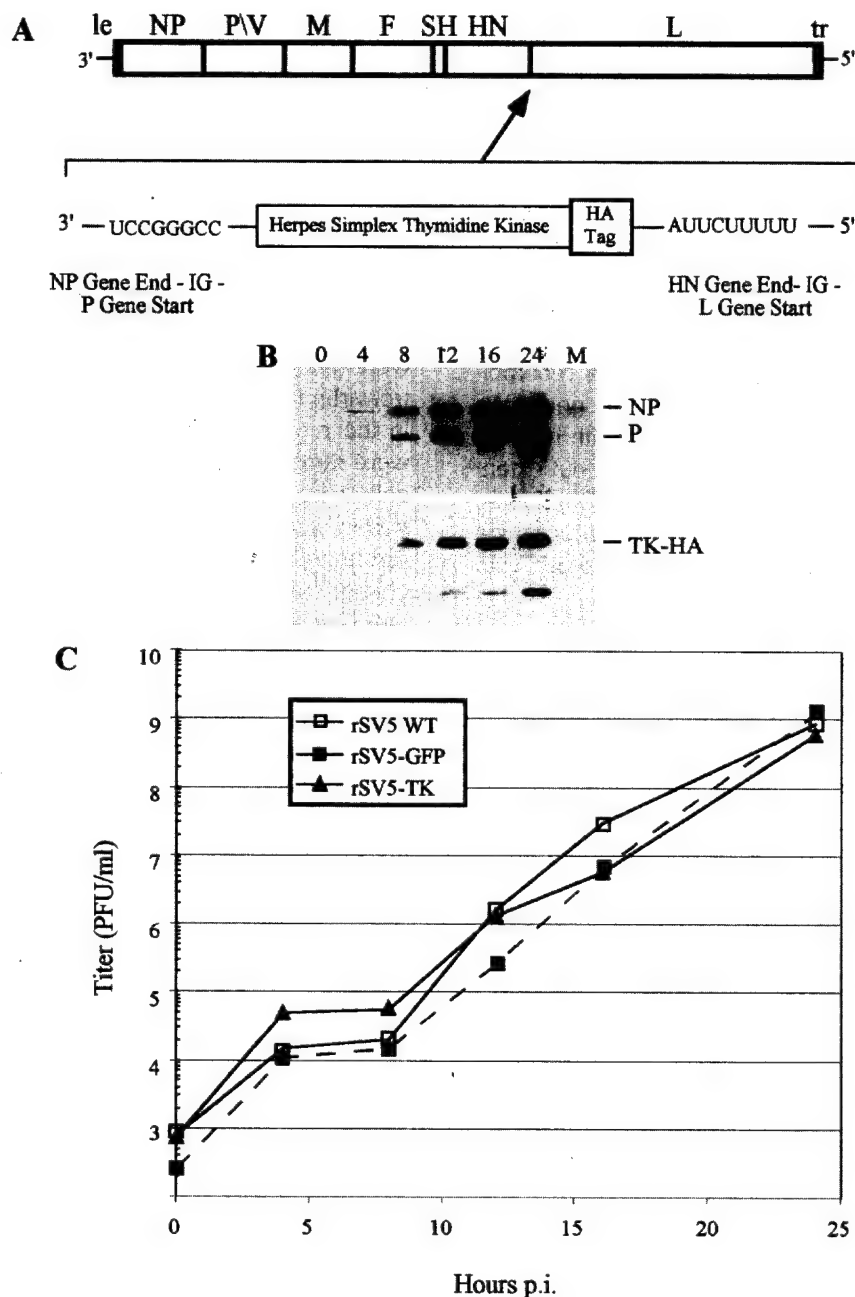 A
le NP P\V M F SH HN L tr
3' 5'
3' UCCGGGCC Herpes Simplex Thymidine Kinase HA Tag AUUCUUUUU 5'
NP Gene End - IG -
P Gene Start
HN Gene End- IG -
L Gene Start
B 0 4 8 12 16 24 M
NP
P
TK-HA
C
10
9
8
7
6
5
4
3
rSV5 WT
rSV5-GFP
rSV5-TK
Titer (PFU/ml)
0 5 10 15 20 25
Hours p.i.